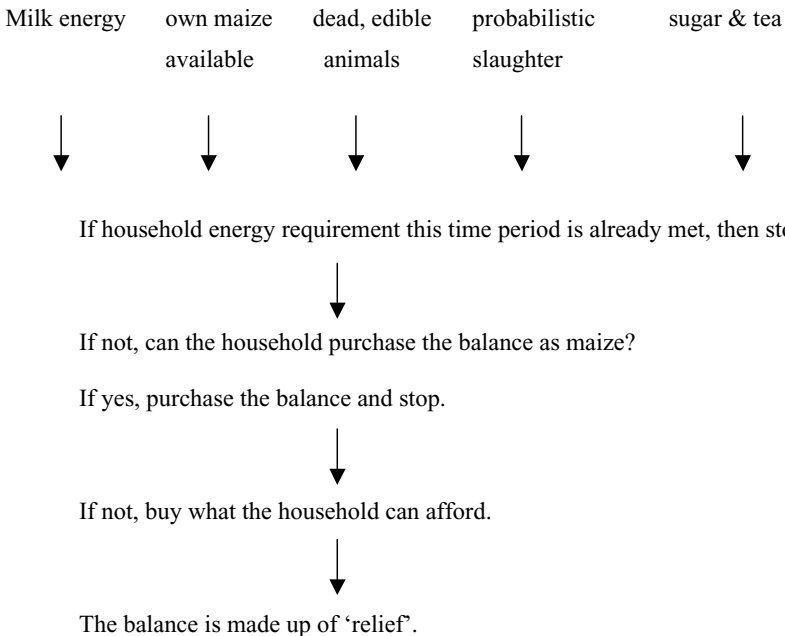 Milk energy own maize dead, edible probabilistic sugar & tea
available animals slaughter
If household energy requirement this time period is already met, then
If not, can the household purchase the balance as maize?
If yes, purchase the balance and stop.
If not, buy what the household can afford.
The balance is made up of ‘relief’.